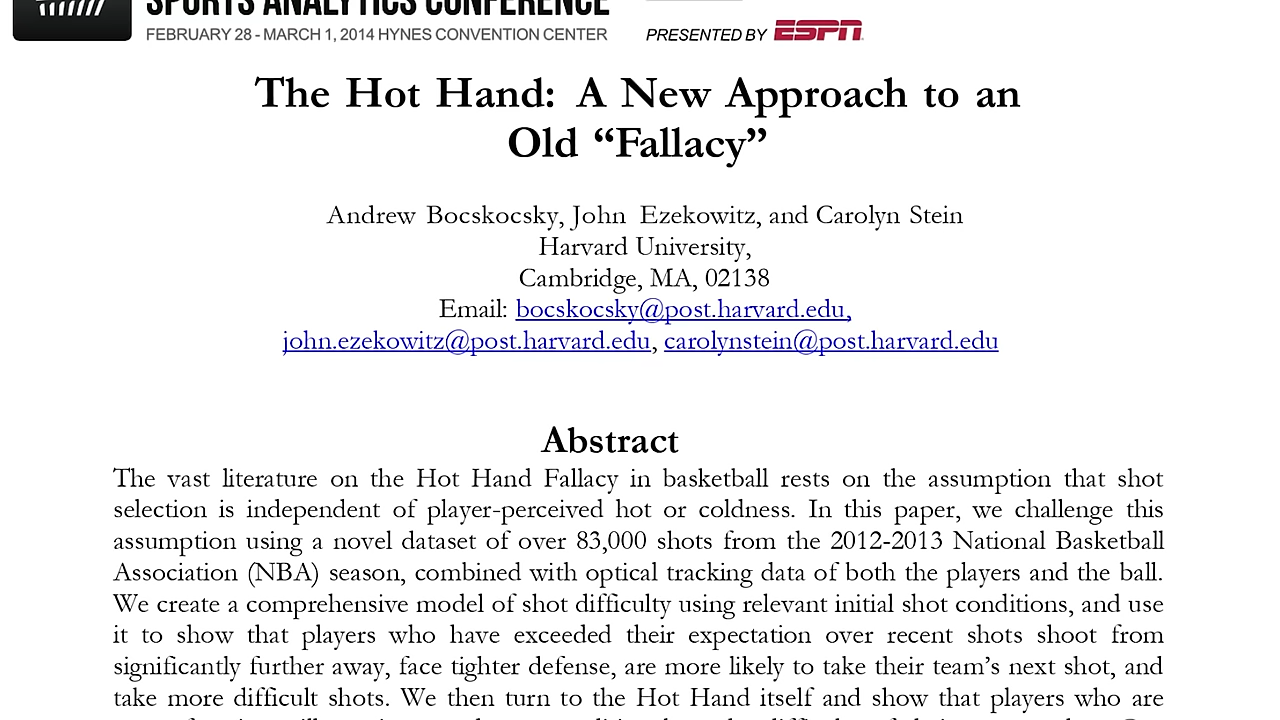 SPORTS ANALYTICS CONFERENCE
FEBRUARY 28 - MARCH 1, 2014 HYNES CONVENTION CENTER
PRESENTED BY ESPN
The Hot Hand: A New Approach to an
Old “Fallacy”
Andrew Bocskocsky, John Ezekowitz, and Carolyn Stein
Harvard University,
Cambridge, MA, 02138
Email: bocskocsky@post.harvard.edu,
john.ezekowitz@post.harvard.edu, carolynstein@post.harvard.edu
Abstract
The vast literature on the Hot Hand Fallacy in basketball rests on the assumption that shot
selection is independent of player-perceived hot or coldness. In this paper, we challenge this
assumption using a novel dataset of over 83,000 shots from the 2012-2013 National Basketball
Association (NBA) season, combined with optical tracking data of both the players and the ball.
We create a comprehensive model of shot difficulty using relevant initial shot conditions, and use
it to show that players who have exceeded their expectation over recent shots shoot from
significantly further away, face tighter defense, are more likely to take their team’s next shot, and
take more difficult shots. We then turn to the Hot Hand itself and show that players who are